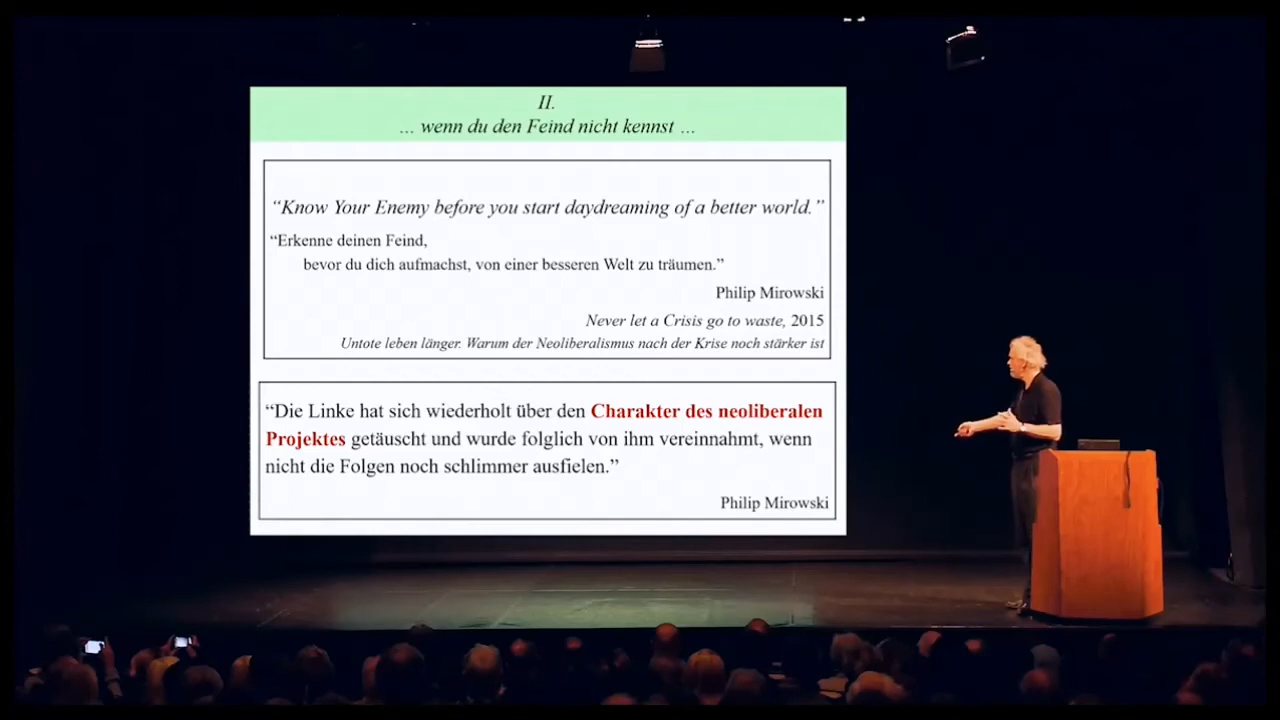 II.
… wenn du den Feind nicht kennst …
“Know Your Enemy before you start daydreaming of a better world.”
“Erkenne deinen Feind,
bevor du dich aufmachst, von einer besseren Welt zu träumen.”
Philip Mirowski
Never let a Crisis go to waste, 2015
Untote leben länger. Warum der Neoliberalismus nach der Krise noch stärker ist
“Die Linke hat sich wiederholt über den Charakter des neoliberalen
Projektes getäuscht und wurde folglich von ihm vereinnahmt, wenn
nicht die Folgen noch schlimmer ausfielen.”
Philip Mirowski